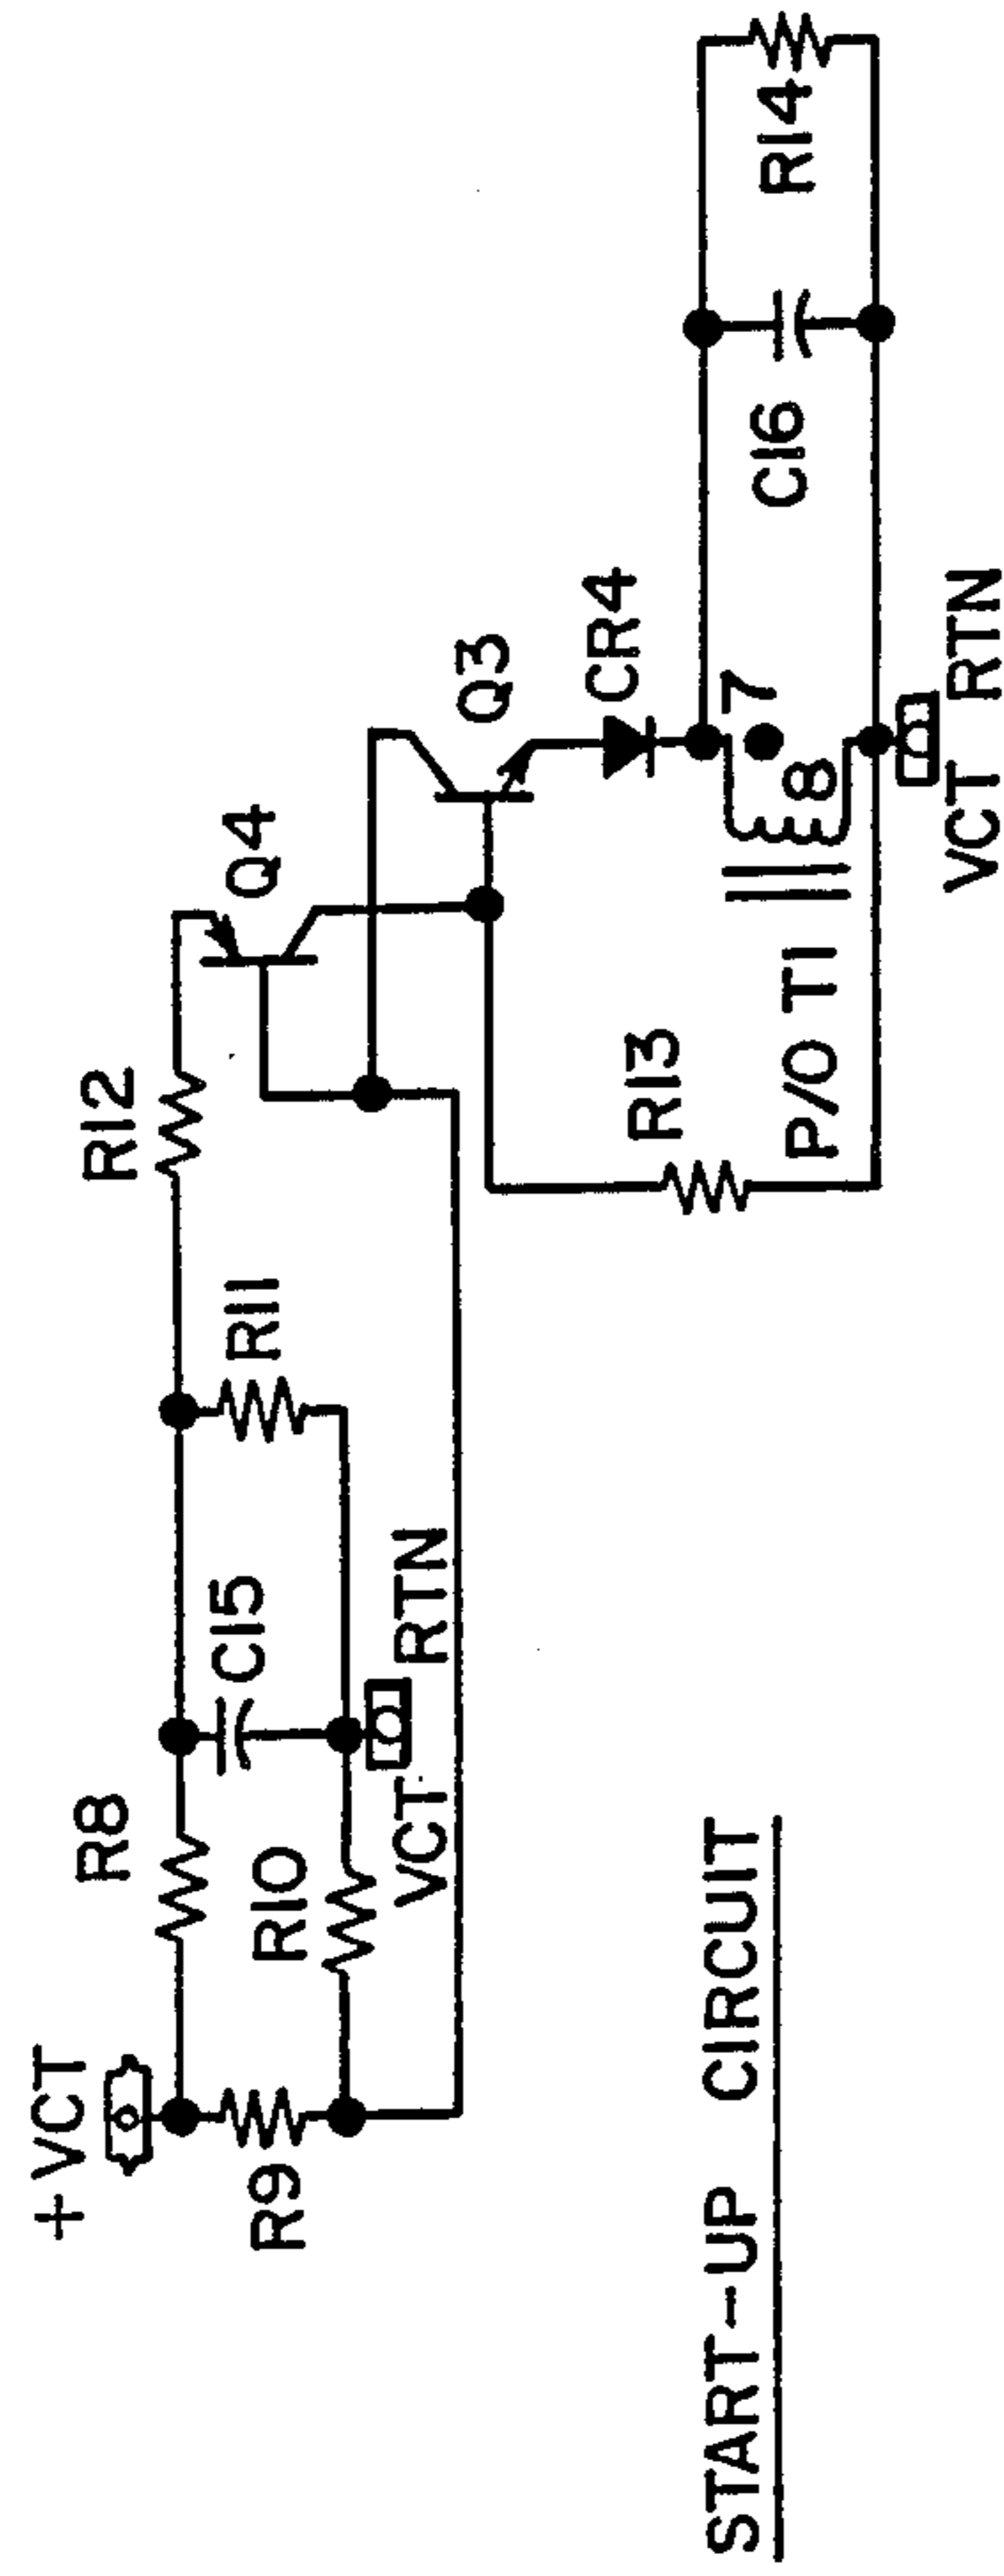 +VCT
R8
R12
Q4
R9
R10
C15
R11
VCT RTN
Q3
R13
CR4
P/O T1
7
8
C16
R14
VCT RTN
START-UP CIRCUIT